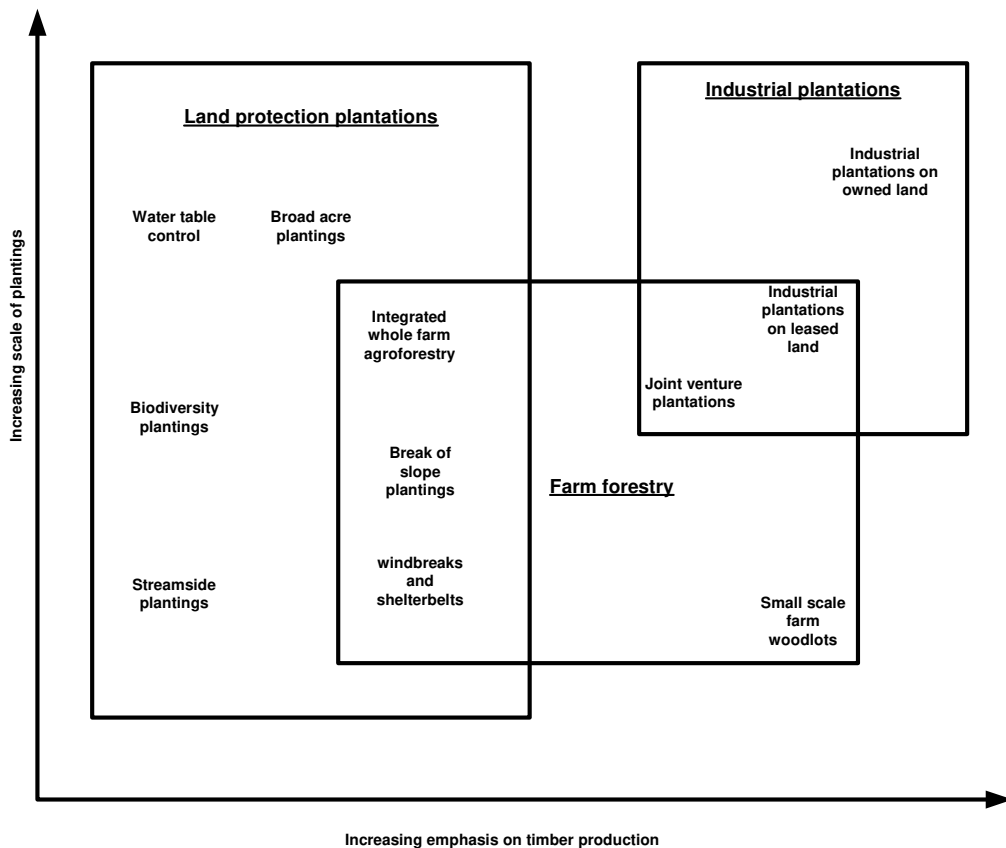 Industrial plantations
Land protection plantations
Industrial
plantations on
owned land
Water table
control
Broad acre
plantings
Increasing scale of plantings
Industrial
plantations
on leased
land
Integrated
whole farm
agroforestry
Joint venture
plantations
Biodiversity
plantings
Break of
slope
plantings
Farm forestry
windbreaks
and
shelterbelts
Streamside
plantings
Small scale
farm
woodlots
Increasing emphasis on timber production